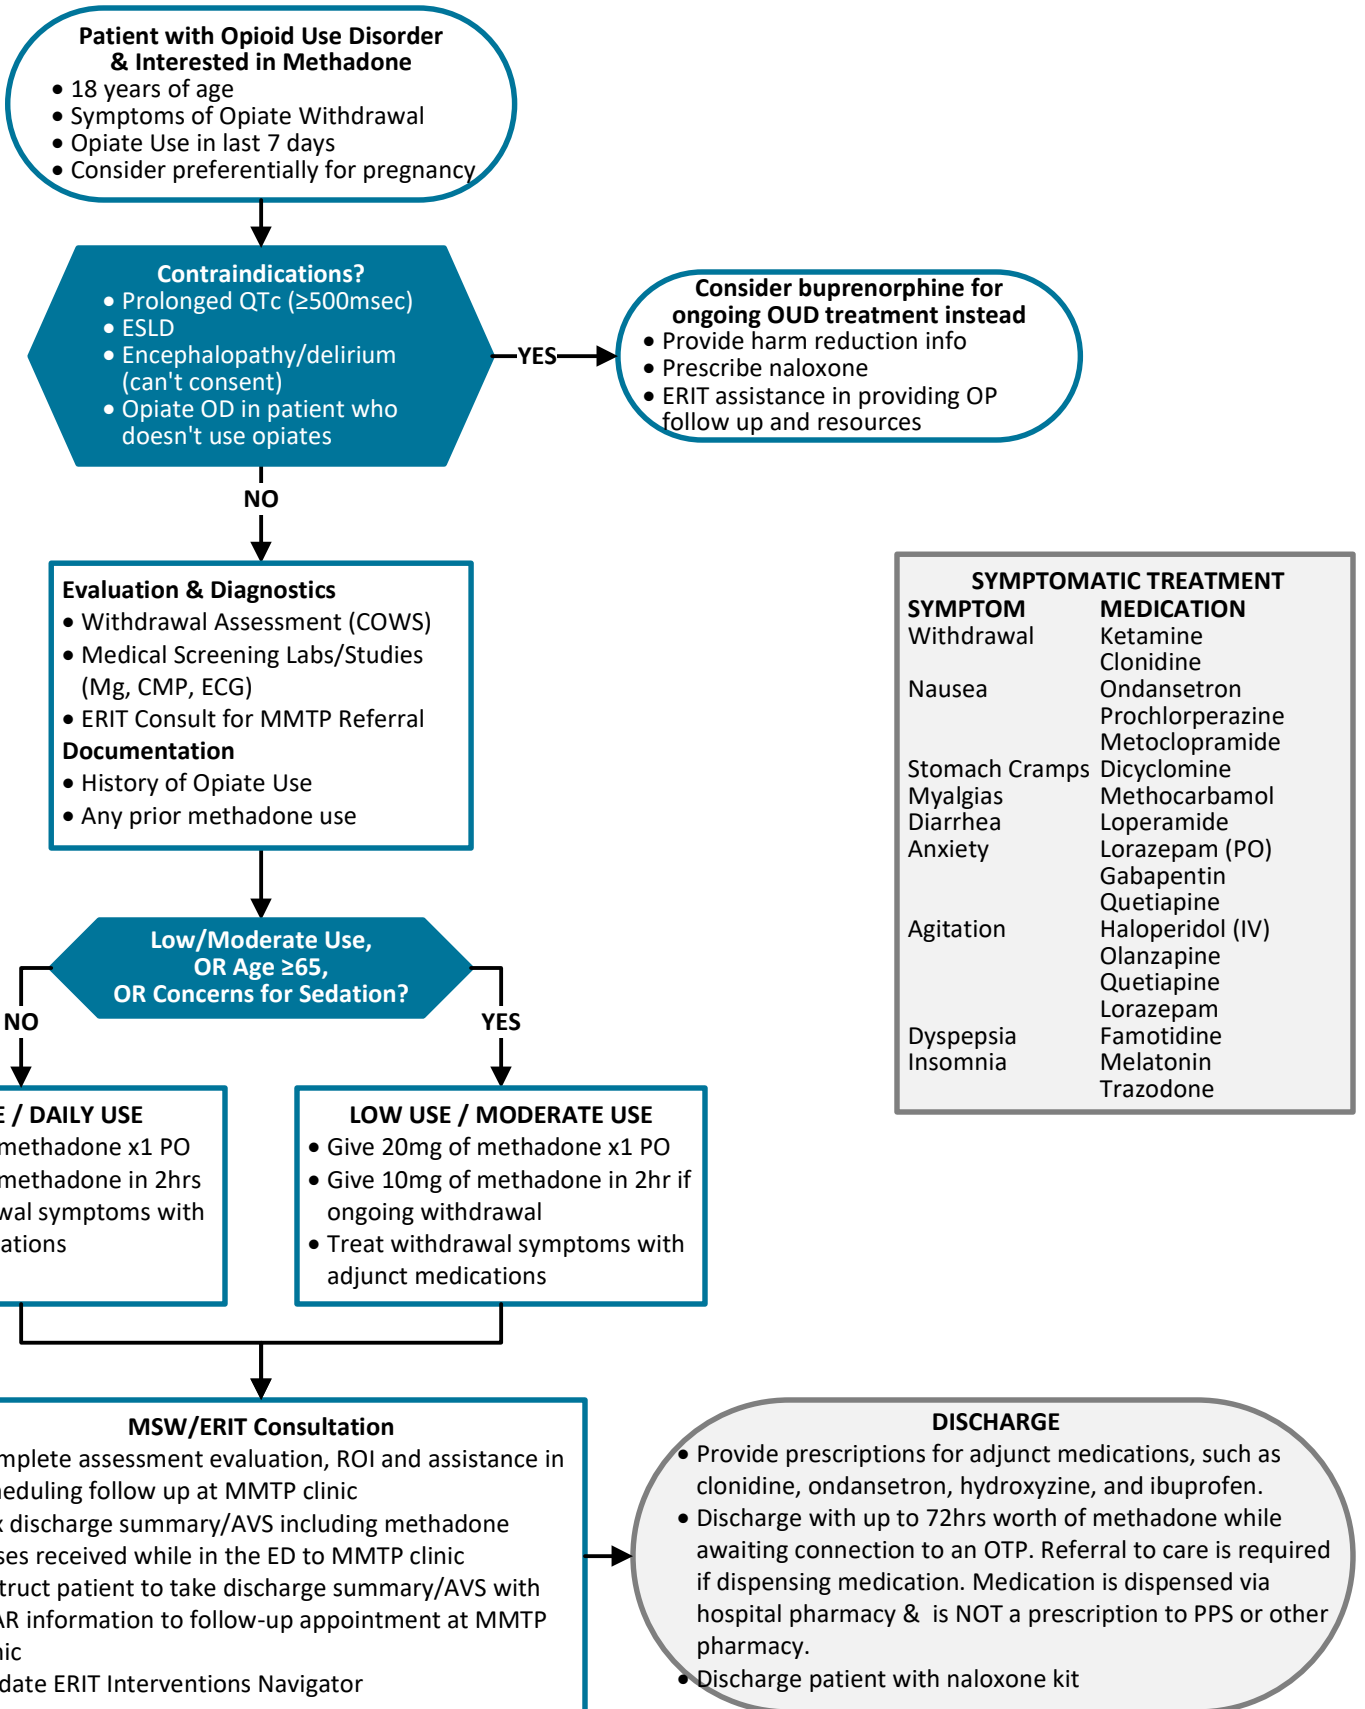 Patient with Opioid Use Disorder
& Interested in Methadone
• 18 years of age
• Symptoms of Opiate Withdrawal
• Opiate Use in last 7 days
• Consider preferentially for pregnancy
Contraindications?
• Prolonged QTc (≥500msec)
• ESLD
• Encephalopathy/delirium
(can't consent)
• Opiate OD in patient who
doesn't use opiates
YES
Consider buprenorphine for
ongoing OUD treatment instead
• Provide harm reduction info
• Prescribe naloxone
• ERIT assistance in providing OP
follow up and resources
NO
Evaluation & Diagnostics
• Withdrawal Assessment (COWS)
• Medical Screening Labs/Studies
(Mg, CMP, ECG)
• ERIT Consult for MMTP Referral
Documentation
• History of Opiate Use
• Any prior methadone use
SYMPTOMATIC TREATMENT
SYMPTOM MEDICATION
Withdrawal Ketamine
Clonidine
Nausea Ondansetron
Prochlorperazine
Metoclopramide
Stomach Cramps Dicyclomine
Myalgias Methocarbamol
Diarrhea Loperamide
Anxiety Lorazepam (PO)
Gabapentin
Quetiapine
Agitation Haloperidol (IV)
Olanzapine
Quetiapine
Lorazepam
Dyspepsia Famotidine
Insomnia Melatonin
Trazodone
Low/Moderate Use,
OR Age ≥65,
OR Concerns for Sedation?
NO
YES
/ DAILY USE
methadone x1 PO
methadone in 2hrs
symptoms with
LOW USE / MODERATE USE
• Give 20mg of methadone x1 PO
• Give 10mg of methadone in 2hr if
ongoing withdrawal
• Treat withdrawal symptoms with
adjunct medications
MSW/ERIT Consultation
assessment evaluation, ROI and assistance in
follow up at MMTP clinic
discharge summary/AVS including methadone
received while in the ED to MMTP clinic
patient to take discharge summary/AVS with
information to follow-up appointment at MMTP
ERIT Interventions Navigator
DISCHARGE
• Provide prescriptions for adjunct medications, such as
clonidine, ondansetron, hydroxyzine, and ibuprofen.
• Discharge with up to 72hrs worth of methadone while
awaiting connection to an OTP. Referral to care is required
if dispensing medication. Medication is dispensed via
hospital pharmacy & is NOT a prescription to PPS or other
pharmacy.
• Discharge patient with naloxone kit